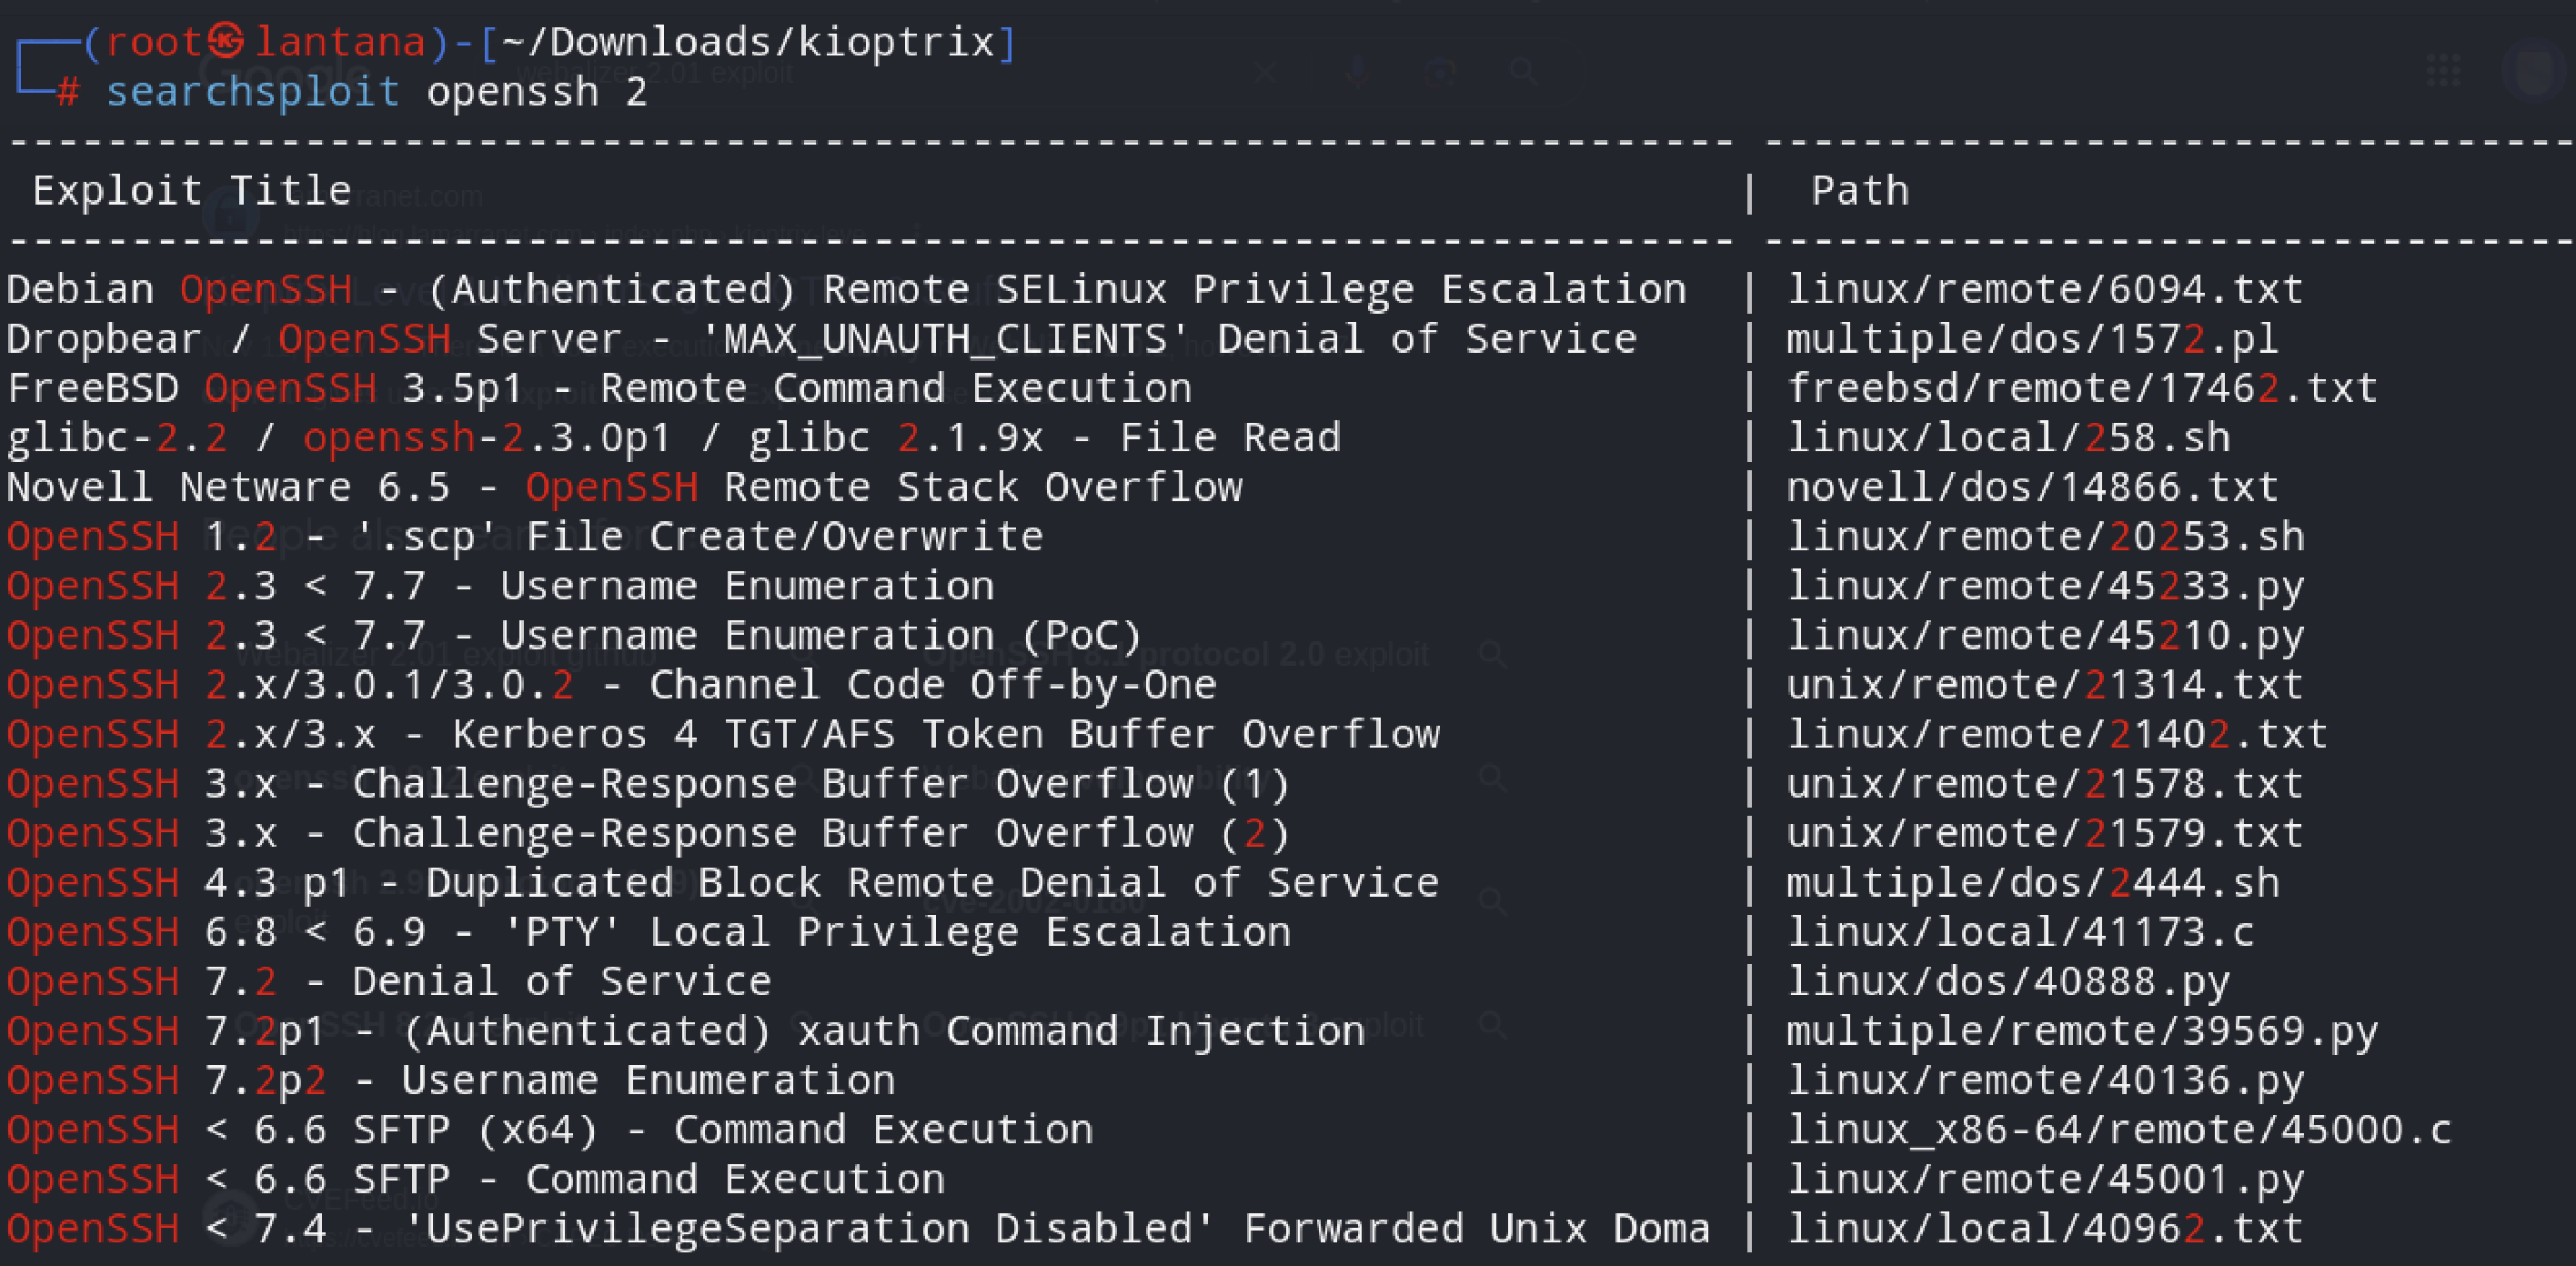 (root㉿lantana)-[~/Downloads/kioptrix]
# searchsploit openssh 2
Exploit Title | Path
Debian OpenSSH - (Authenticated) Remote SELinux Privilege Escalation | linux/remote/6094.txt
Dropbear / OpenSSH Server - 'MAX_UNAUTH_CLIENTS' Denial of Service | multiple/dos/1572.pl
FreeBSD OpenSSH 3.5p1 - Remote Command Execution | freebsd/remote/17462.txt
glibc-2.2 / openssh-2.3.0p1 / glibc 2.1.9x - File Read | linux/local/258.sh
Novell Netware 6.5 - OpenSSH Remote Stack Overflow | novell/dos/14866.txt
OpenSSH 1.2 - '.scp' File Create/Overwrite | linux/remote/20253.sh
OpenSSH 2.3 < 7.7 - Username Enumeration | linux/remote/45233.py
OpenSSH 2.3 < 7.7 - Username Enumeration (PoC) | linux/remote/45210.py
OpenSSH 2.x/3.0.1/3.0.2 - Channel Code Off-by-One | unix/remote/21314.txt
OpenSSH 2.x/3.x - Kerberos 4 TGT/AFS Token Buffer Overflow | linux/remote/21402.txt
OpenSSH 3.x - Challenge-Response Buffer Overflow (1) | unix/remote/21578.txt
OpenSSH 3.x - Challenge-Response Buffer Overflow (2) | unix/remote/21579.txt
OpenSSH 4.3 p1 - Duplicated Block Remote Denial of Service | multiple/dos/2444.sh
OpenSSH 6.8 < 6.9 - 'PTY' Local Privilege Escalation | linux/local/41173.c
OpenSSH 7.2 - Denial of Service | linux/dos/40888.py
OpenSSH 7.2p1 - (Authenticated) xauth Command Injection | multiple/remote/39569.py
OpenSSH 7.2p2 - Username Enumeration | linux/remote/40136.py
OpenSSH < 6.6 SFTP (x64) - Command Execution | linux_x86-64/remote/45000.c
OpenSSH < 6.6 SFTP - Command Execution | linux/remote/45001.py
OpenSSH < 7.4 - 'UsePrivilegeSeparation Disabled' Forwarded Unix Doma | linux/local/40962.txt